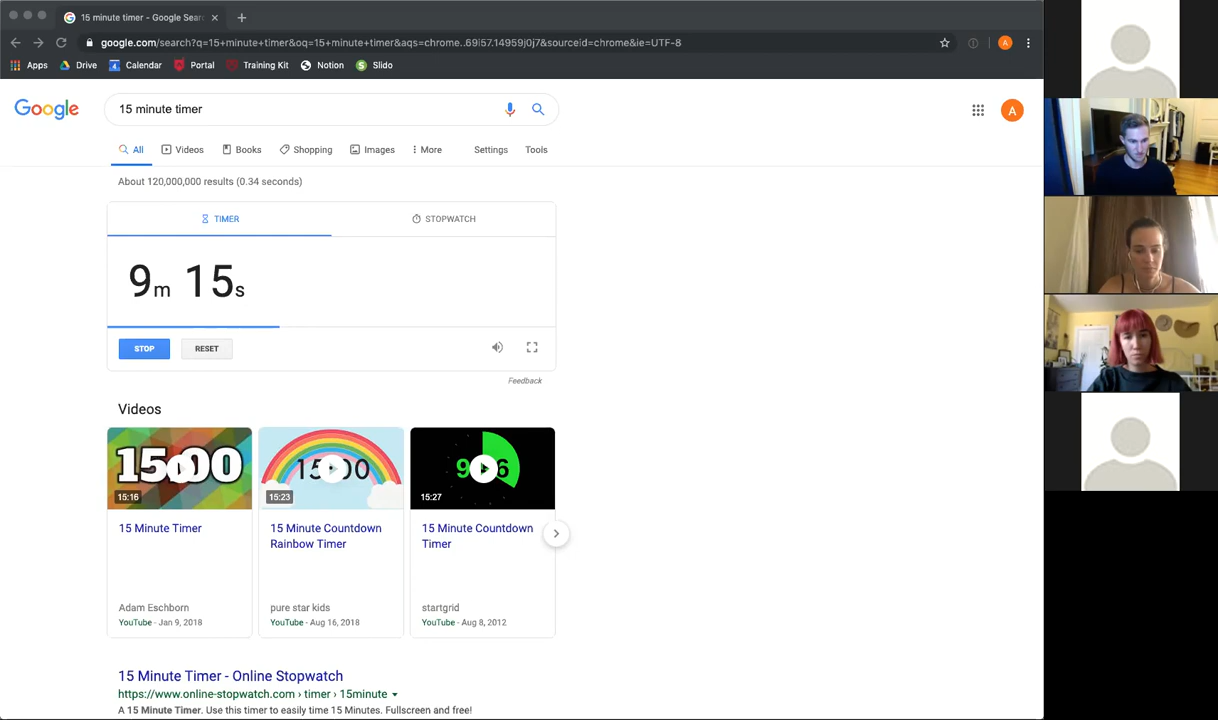 15 minute timer - Google Sear
google.com/search?q=15+minute+timer&oq=15+minute+timer&aqs=chrome..69i57.14959j0j7&sourceid=chrome&ie=UTF-8
A
Apps Drive Calendar Portal Training Kit Notion Slido
Google 15 minute timer A
All Videos Books Shopping Images More Settings Tools
About 120,000,000 results (0.34 seconds)
TIMER STOPWATCH
9m 15s
STOP RESET
Feedback
Videos
15:16 15:23 15:27
15 Minute Timer
15 Minute Countdown
Rainbow Timer
15 Minute Countdown
Timer
Adam Eschborn pure star kids startgrid
YouTube - Jan 9, 2018 YouTube - Aug 16, 2018 YouTube - Aug 8, 2012
15 Minute Timer - Online Stopwatch
https://www.online-stopwatch.com › timer › 15minute
A 15 Minute Timer. Use this timer to easily time 15 Minutes. Fullscreen and free!